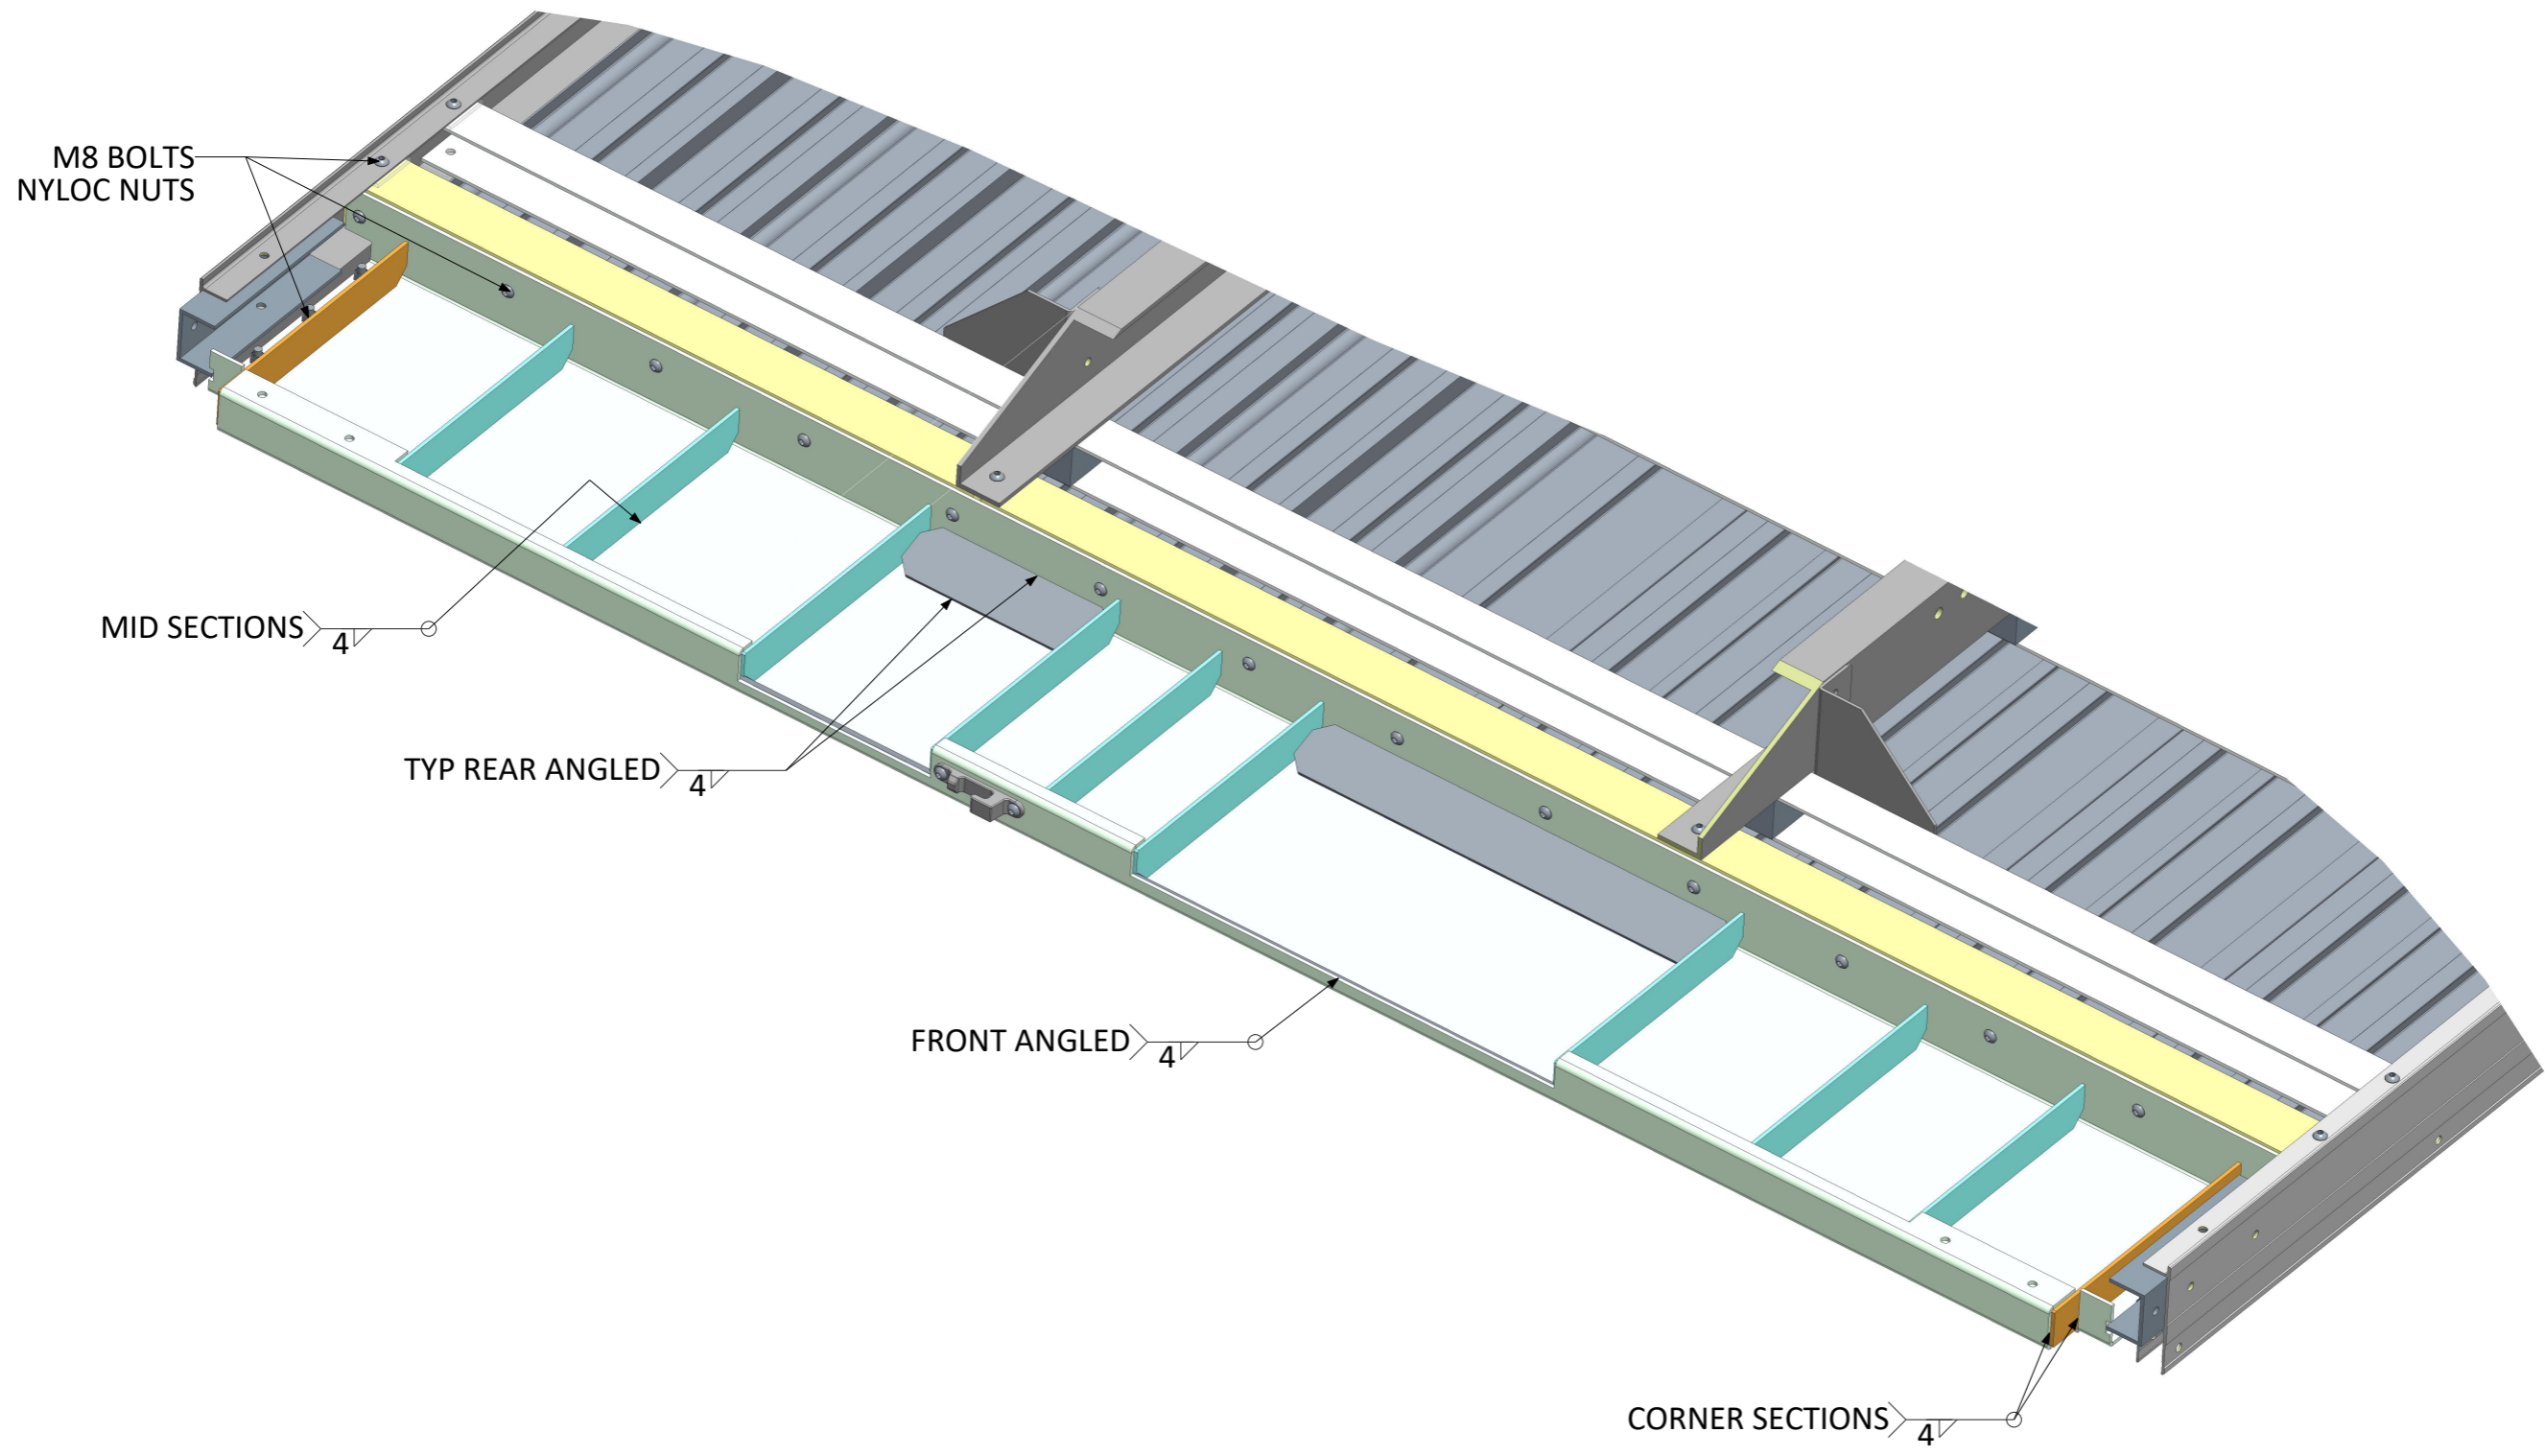 M8 BOLTS
NYLOC NUTS
MID SECTIONS
4
TYP REAR ANGLED
4
FRONT ANGLED
4
CORNER SECTIONS
4